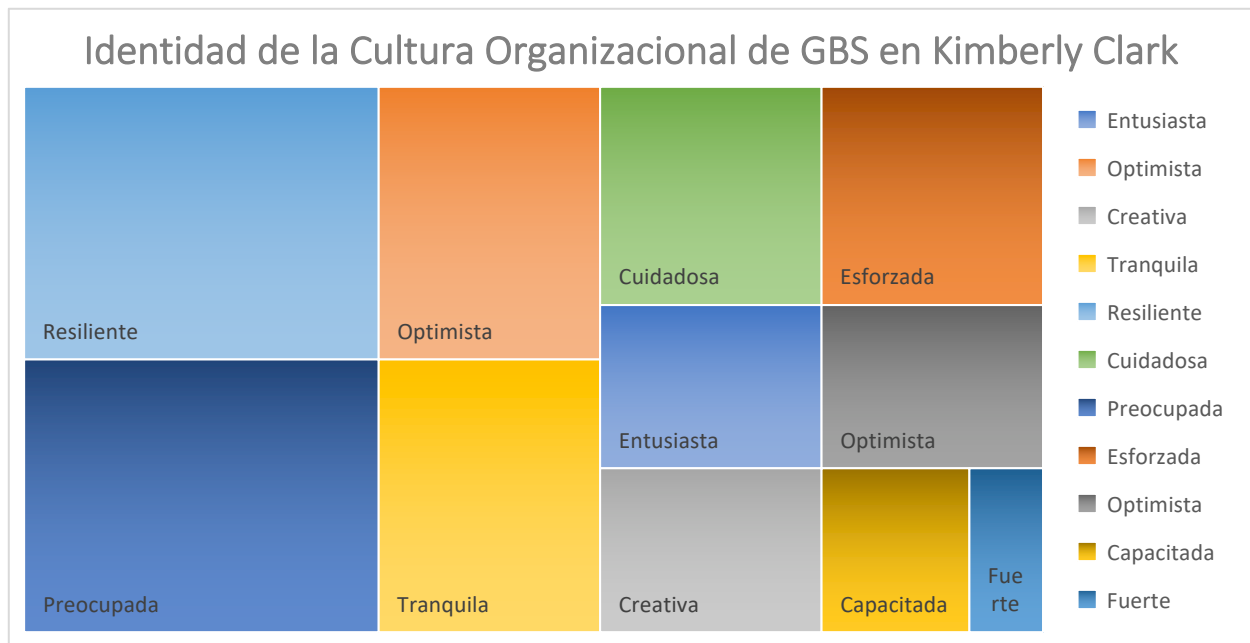 Identidad de la Cultura Organizacional de GBS en Kimberly Clark
Resiliente
Optimista
Cuidadosa
Esforzada
Preocupada
Tranquila
Entusiasta
Optimista
Creativa
Capacitada
Fue
rte
Entusiasta
Optimista
Creativa
Tranquila
Resiliente
Cuidadosa
Preocupada
Esforzada
Optimista
Capacitada
Fuerte